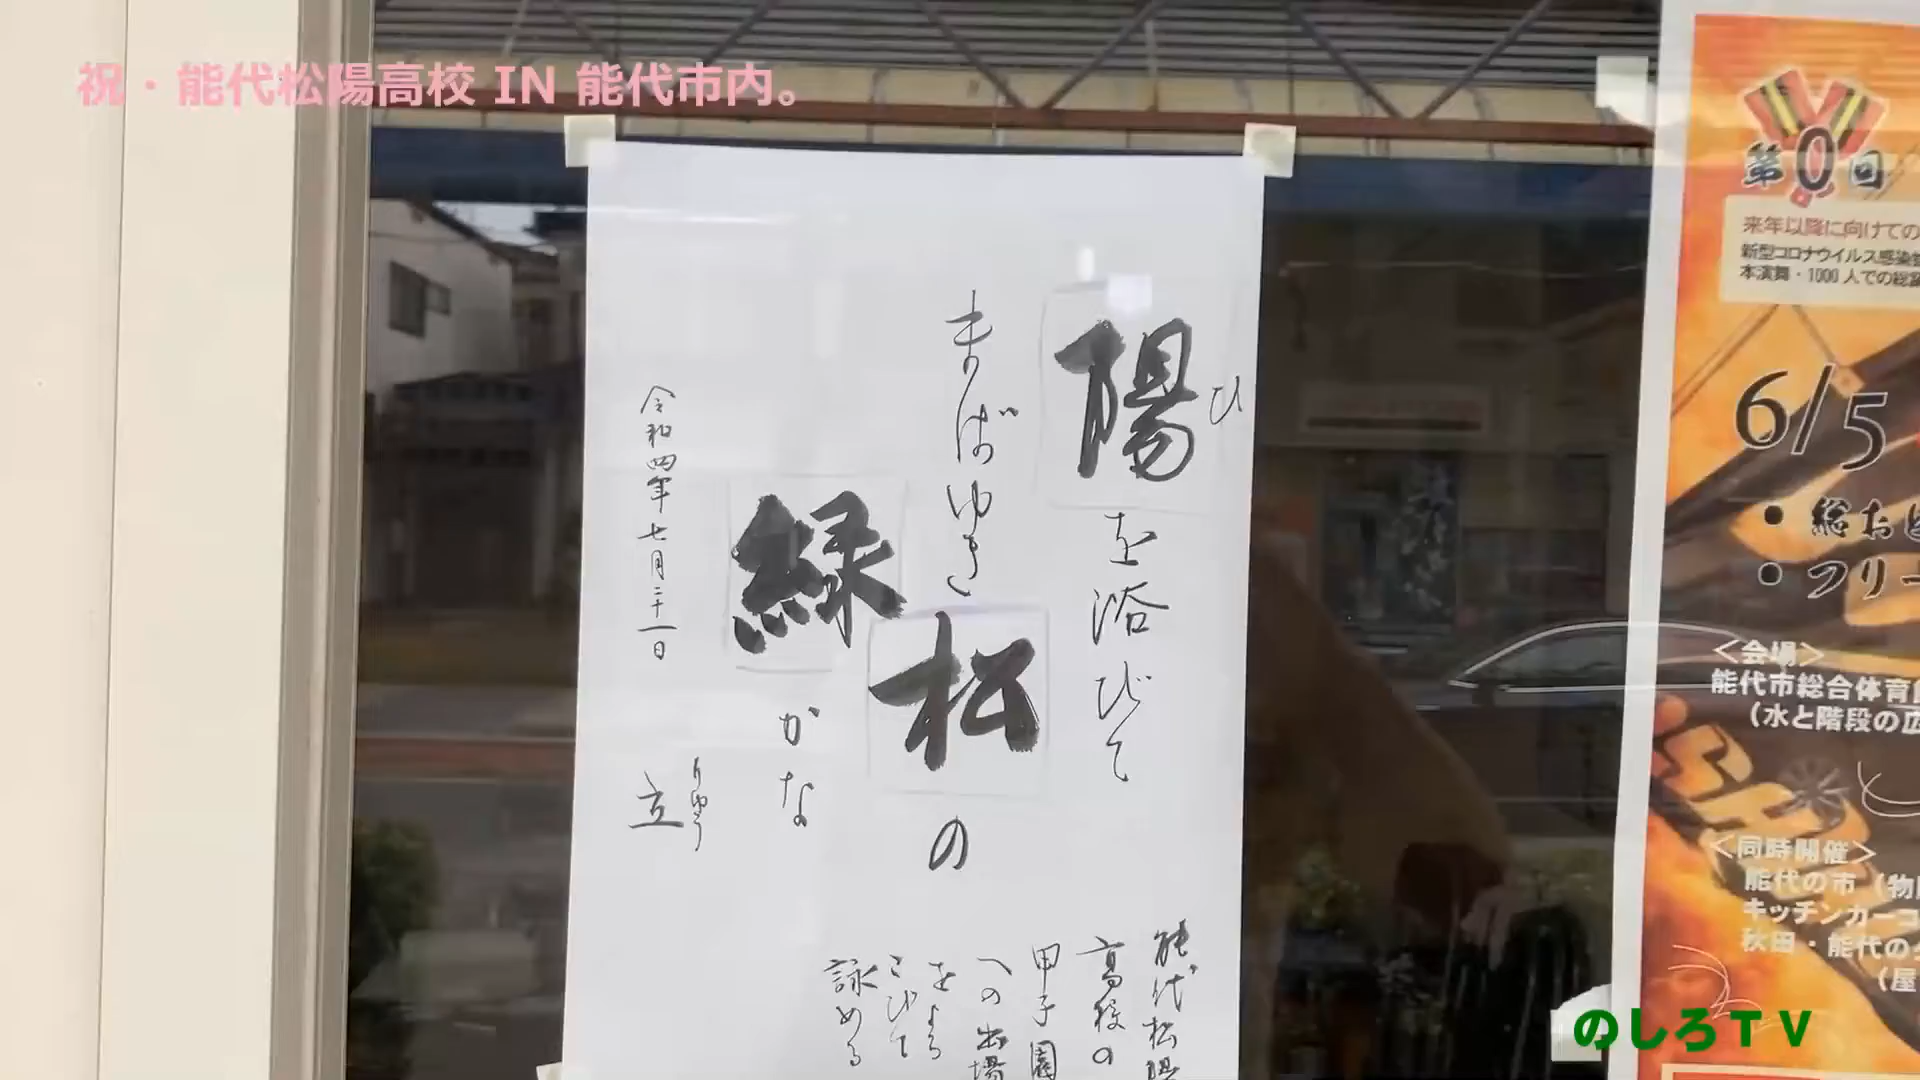 祝・能代松陽高校 IN 能代市内。
陽を浴びて
ひ
まばゆき松の
緑かな
令和四年七月二十一日
立
りゅう
能代松陽
高校の
甲子園
への出場
をよろ
こびて
詠める
第0回
来年以降に向けての
新型コロナウイルス感染
本演舞・1000人での総
6/5
・総おど
・フリー
<会場>
能代市総合体育
(水と階段の広
<同時開催>
能代の市(物
キッチンカーコ
秋田・能代の
(屋
のしろTV